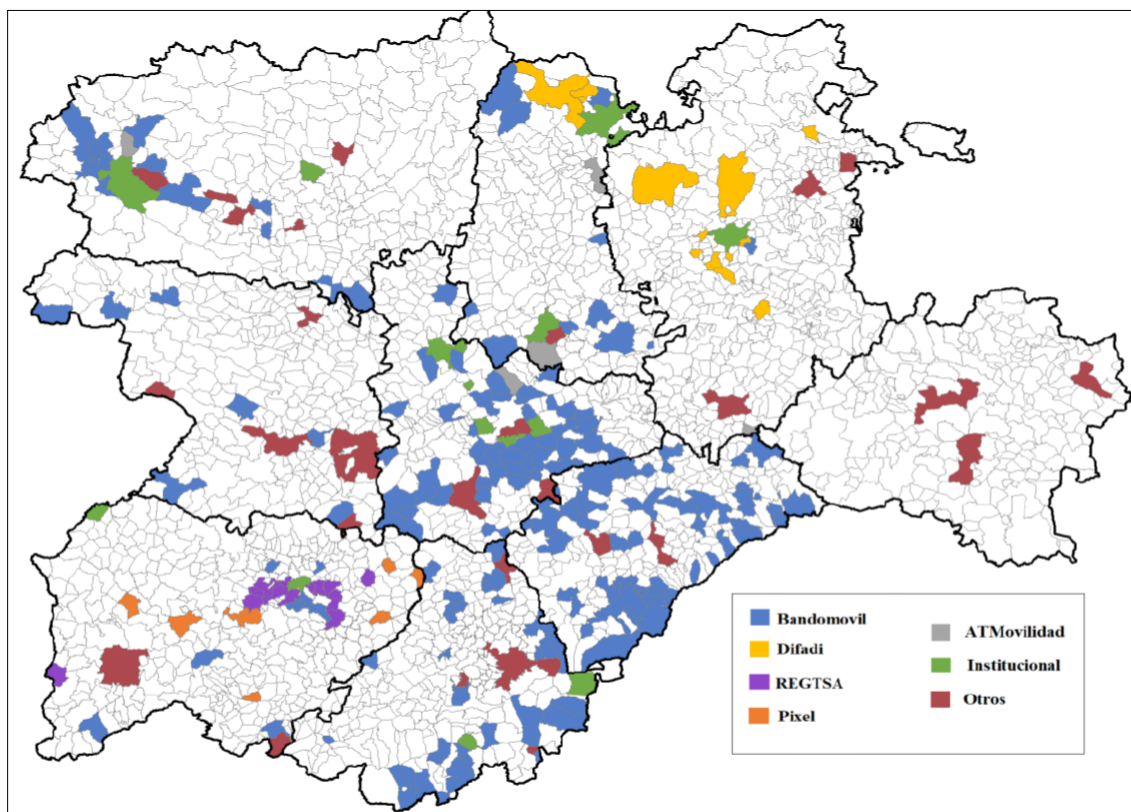 Bandomovil
Difadi
REGTSA
Pixel
ATMovilidad
Institucional
Otros